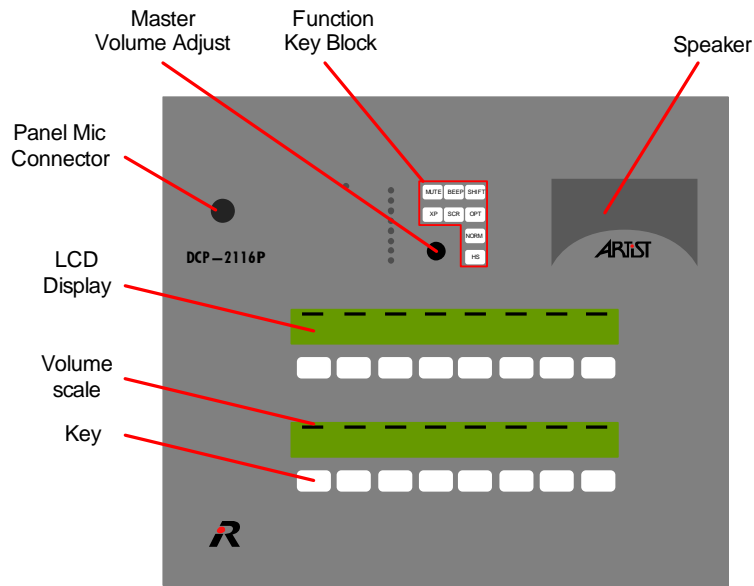 Master
Volume Adjust
Function
Key Block
Speaker
Panel Mic
Connector
MUTE BEEP SHIFT
XP SCR OPT
NORM
HS
DCP-2116P
ARTIST
LCD
Display
Volume
scale
Key
R